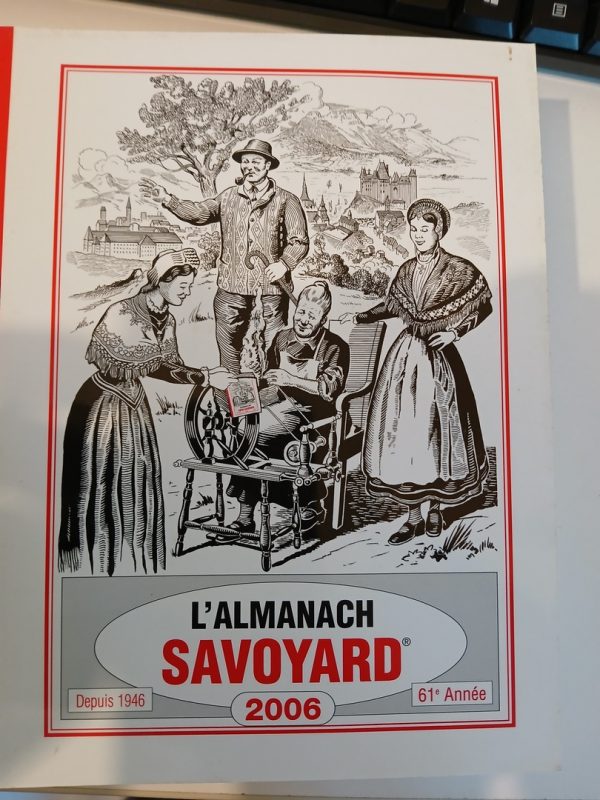 L'ALMANACH
SAVOYARD®
Depuis 1946
2006
61e Année